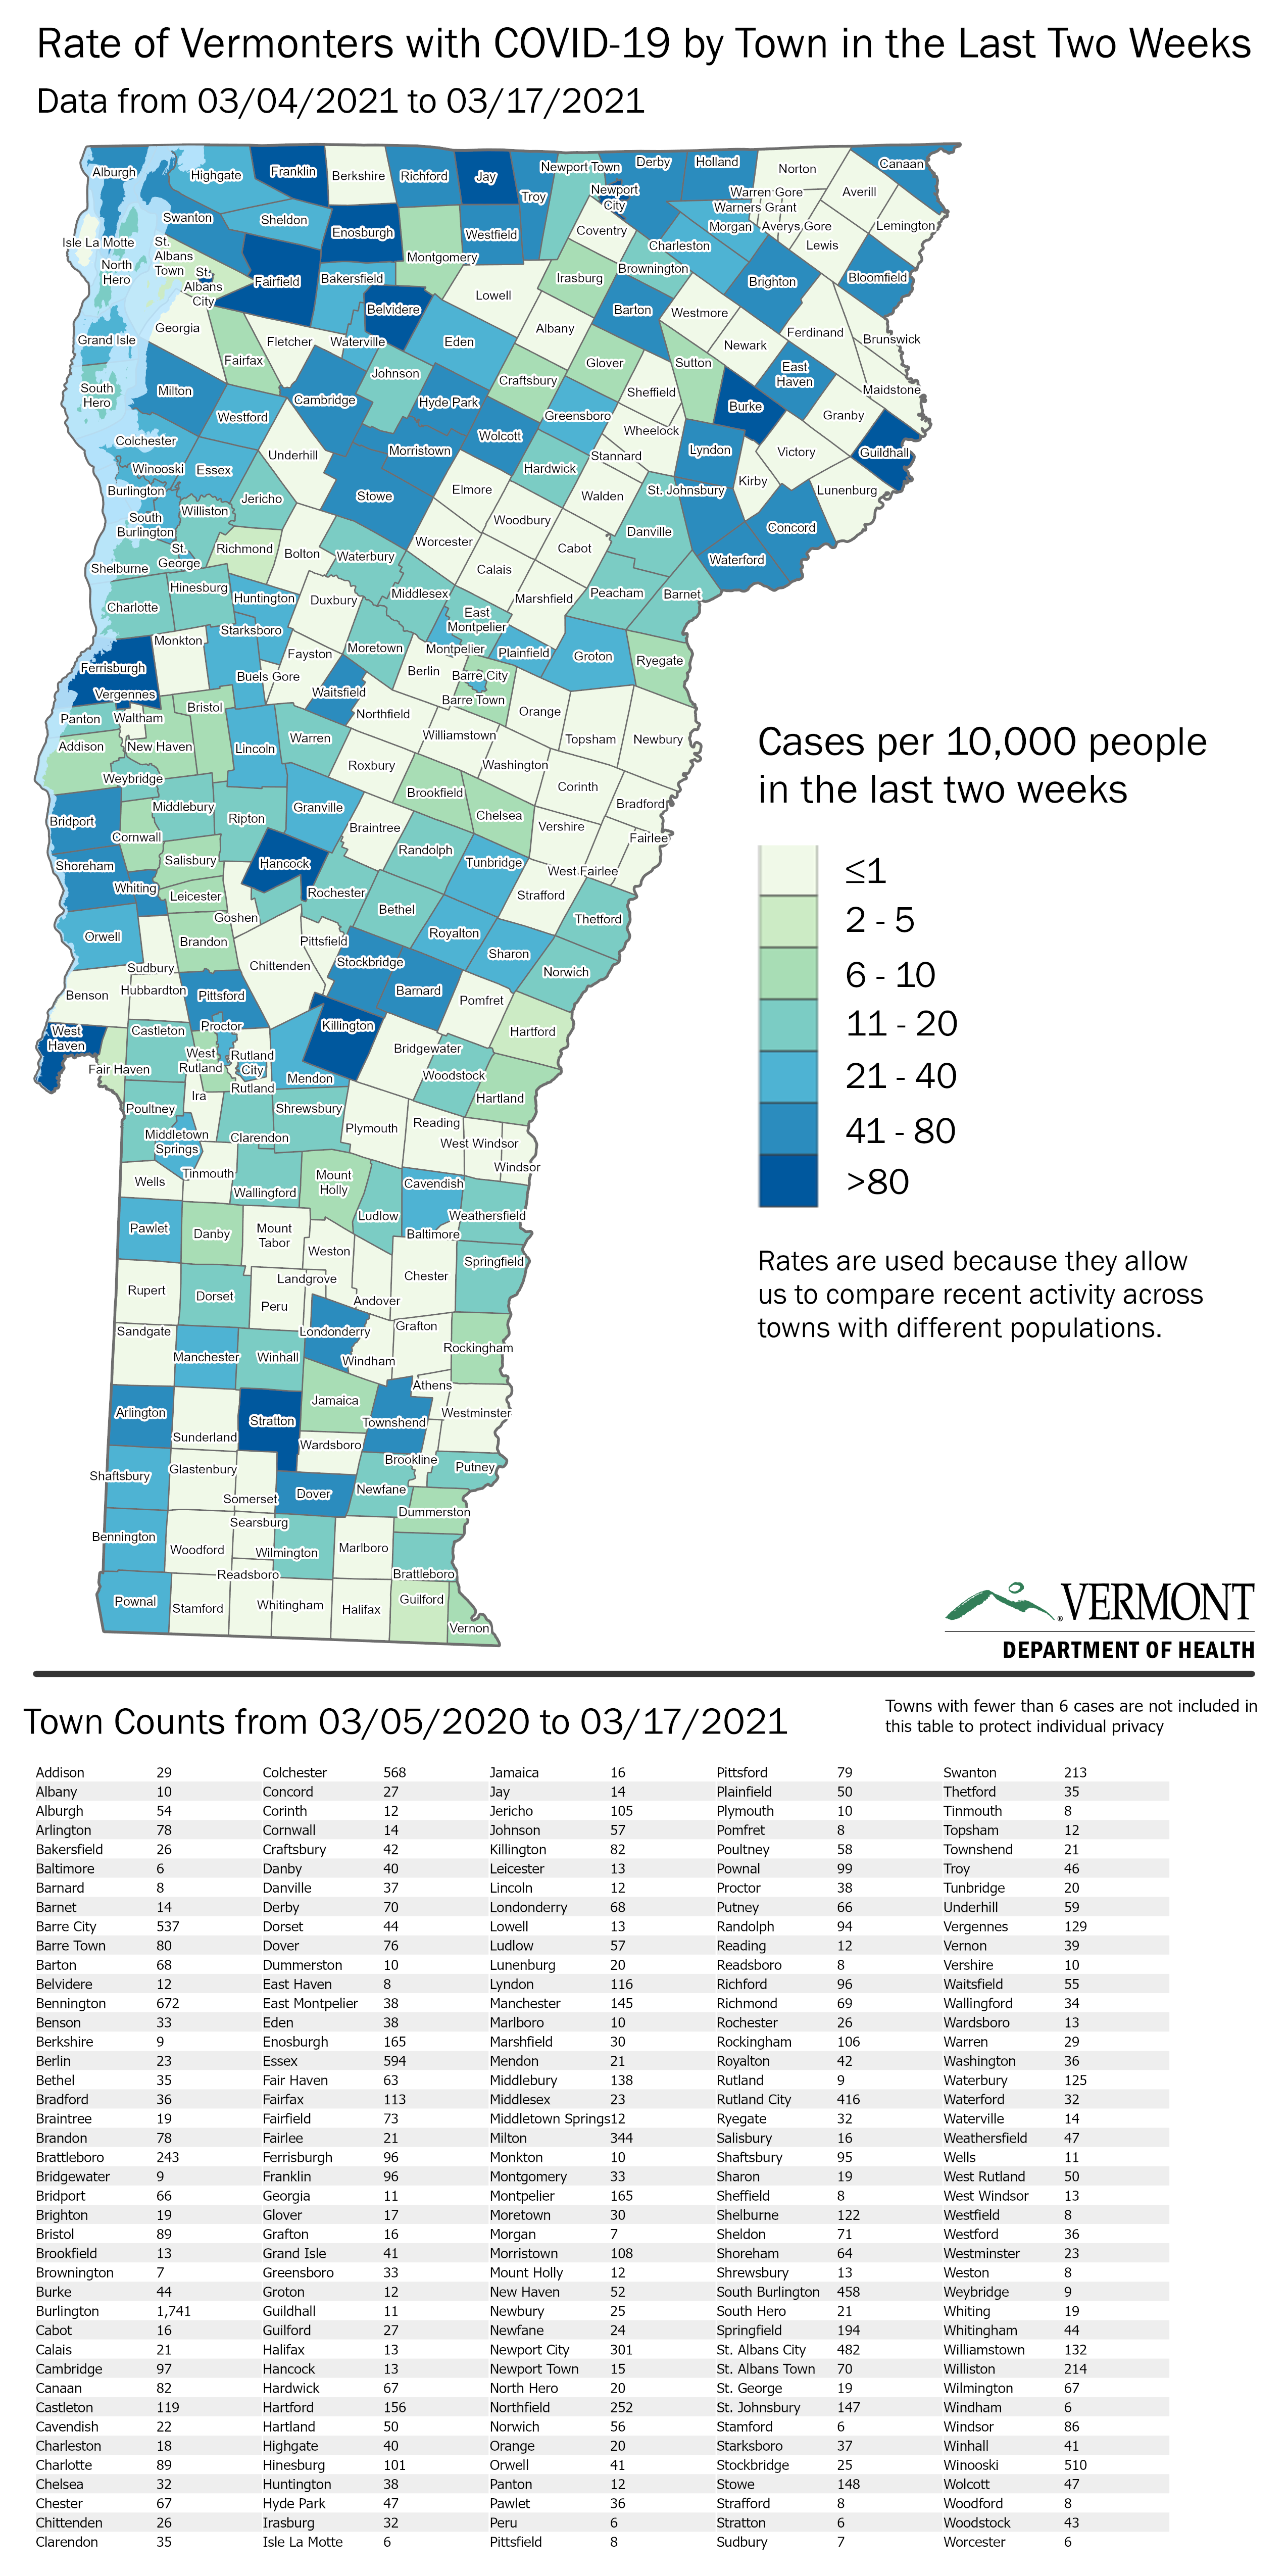 Rate of Vermonters with COVID-19 by Town in the Last Two Weeks
Data from 03/04/2021 to 03/17/2021
Alburgh
Highgate
Franklin
Berkshire
Richford
Jay
Troy
Newport Town
Newport City
Derby
Holland
Norton
Canaan
Warren Gore
Warners Grant
Averill
Morgan
Averys Gore
Lemington
Lewis
Swanton
Sheldon
Enosburgh
Westfield
Coventry
Charleston
Isle La Motte
St. Albans Town
Montgomery
North Hero
St. Albans City
Fairfield
Bakersfield
Irasburg
Brownington
Brighton
Bloomfield
Lowell
Belvidere
Barton
Westmore
Georgia
Albany
Ferdinand
Brunswick
Grand Isle
Fletcher
Waterville
Eden
Newark
Fairfax
Glover
Sutton
East Haven
Johnson
Craftsbury
Sheffield
Maidstone
South Hero
Milton
Cambridge
Hyde Park
Burke
Granby
Westford
Greensboro
Wheelock
Colchester
Wolcott
Morristown
Lyndon
Victory
Guildhall
Underhill
Stannard
Winooski
Essex
Hardwick
Kirby
Burlington
Jericho
Stowe
Elmore
Walden
St. Johnsbury
Lunenburg
Williston
South Burlington
Woodbury
Danville
Concord
Richmond
Bolton
Waterbury
Worcester
Cabot
St. George
Waterford
Shelburne
Calais
Hinesburg
Middlesex
Peacham
Barnet
Huntington
Duxbury
Marshfield
Charlotte
East Montpelier
Starksboro
Monkton
Moretown
Montpelier
Plainfield
Groton
Ryegate
Fayston
Ferrisburgh
Buels Gore
Berlin
Barre City
Vergennes
Waitsfield
Barre Town
Bristol
Northfield
Orange
Panton
Waltham
Williamstown
Topsham
Newbury
Addison
New Haven
Lincoln
Warren
Roxbury
Washington
Weybridge
Corinth
Middlebury
Granville
Brookfield
Bradford
Bridport
Ripton
Chelsea
Cornwall
Braintree
Vershire
Fairlee
Shoreham
Salisbury
Hancock
Randolph
Tunbridge
West Fairlee
Whiting
Leicester
Rochester
Strafford
Goshen
Bethel
Thetford
Orwell
Brandon
Pittsfield
Royalton
Sharon
Sudbury
Chittenden
Stockbridge
Norwich
Benson
Hubbardton
Pittsford
Barnard
Pomfret
West Haven
Castleton
Proctor
Killington
Hartford
Fair Haven
West Rutland
Rutland City
Bridgewater
Mendon
Woodstock
Rutland
Ira
Hartland
Poultney
Shrewsbury
Plymouth
Reading
Middletown Springs
Clarendon
West Windsor
Windsor
Wells
Tinmouth
Wallingford
Mount Holly
Cavendish
Pawlet
Danby
Mount Tabor
Ludlow
Weathersfield
Baltimore
Weston
Springfield
Landgrove
Chester
Rupert
Dorset
Peru
Andover
Sandgate
Londonderry
Grafton
Manchester
Winhall
Windham
Rockingham
Athens
Arlington
Jamaica
Stratton
Townshend
Westminster
Sunderland
Wardsboro
Shaftsbury
Glastenbury
Brookline
Putney
Somerset
Dover
Newfane
Dummerston
Searsburg
Bennington
Woodford
Wilmington
Marlboro
Readsboro
Brattleboro
Pownal
Stamford
Whitingham
Halifax
Guilford
Vernon
Cases per 10,000 people
in the last two weeks
≤1
2 - 5
6 - 10
11 - 20
21 - 40
41 - 80
>80
Rates are used because they allow
us to compare recent activity across
towns with different populations.
VERMONT
DEPARTMENT OF HEALTH
Town Counts from 03/05/2020 to 03/17/2021
Towns with fewer than 6 cases are not included in
this table to protect individual privacy
Addison 29 Colchester 568 Jamaica 16 Pittsford 79 Swanton 213
Albany 10 Concord 27 Jay 14 Plainfield 50 Thetford 35
Alburgh 54 Corinth 12 Jericho 105 Plymouth 10 Tinmouth 8
Arlington 78 Cornwall 14 Johnson 57 Pomfret 8 Topsham 12
Bakersfield 26 Craftsbury 42 Killington 82 Poultney 58 Townshend 21
Baltimore 6 Danby 40 Leicester 13 Pownal 99 Troy 46
Barnard 8 Danville 37 Lincoln 12 Proctor 38 Tunbridge 20
Barnet 14 Derby 70 Londonderry 68 Putney 66 Underhill 59
Barre City 537 Dorset 44 Lowell 13 Randolph 94 Vergennes 129
Barre Town 80 Dover 76 Ludlow 57 Reading 12 Vernon 39
Barton 68 Dummerston 10 Lunenburg 20 Readsboro 8 Vershire 10
Belvidere 12 East Haven 8 Lyndon 116 Richford 96 Waitsfield 55
Bennington 672 East Montpelier 38 Manchester 145 Richmond 69 Wallingford 34
Benson 33 Eden 38 Marlboro 10 Rochester 26 Wardsboro 13
Berkshire 9 Enosburgh 165 Marshfield 30 Rockingham 106 Warren 29
Berlin 23 Essex 594 Mendon 21 Royalton 42 Washington 36
Bethel 35 Fair Haven 63 Middlebury 138 Rutland 9 Waterbury 125
Bradford 36 Fairfax 113 Middlesex 23 Rutland City 416 Waterford 32
Braintree 19 Fairfield 73 Middletown Springs12 Ryegate 32 Waterville 14
Brandon 78 Fairlee 21 Milton 344 Salisbury 16 Weathersfield 47
Brattleboro 243 Ferrisburgh 96 Monkton 10 Shaftsbury 95 Wells 11
Bridgewater 9 Franklin 96 Montgomery 33 Sharon 19 West Rutland 50
Bridport 66 Georgia 11 Montpelier 165 Sheffield 8 West Windsor 13
Brighton 19 Glover 17 Moretown 30 Shelburne 122 Westfield 8
Bristol 89 Grafton 16 Morgan 7 Sheldon 71 Westford 36
Brookfield 13 Grand Isle 41 Morristown 108 Shoreham 64 Westminster 23
Brownington 7 Greensboro 33 Mount Holly 12 Shrewsbury 13 Weston 8
Burke 44 Groton 12 New Haven 52 South Burlington 458 Weybridge 9
Burlington 1,741 Guildhall 11 Newbury 25 South Hero 21 Whiting 19
Cabot 16 Guilford 27 Newfane 24 Springfield 194 Whitingham 44
Calais 21 Halifax 13 Newport City 301 St. Albans City 482 Williamstown 132
Cambridge 97 Hancock 13 Newport Town 15 St. Albans Town 70 Williston 214
Canaan 82 Hardwick 67 North Hero 20 St. George 19 Wilmington 67
Castleton 119 Hartford 156 Northfield 252 St. Johnsbury 147 Windham 6
Cavendish 22 Hartland 50 Norwich 56 Stamford 6 Windsor 86
Charleston 18 Highgate 40 Orange 20 Starksboro 37 Winhall 41
Charlotte 89 Hinesburg 101 Orwell 41 Stockbridge 25 Winooski 510
Chelsea 32 Huntington 38 Panton 12 Stowe 148 Wolcott 47
Chester 67 Hyde Park 47 Pawlet 36 Strafford 8 Woodford 8
Chittenden 26 Irasburg 32 Peru 6 Stratton 6 Woodstock 43
Clarendon 35 Isle La Motte 6 Pittsfield 8 Sudbury 7 Worcester 6